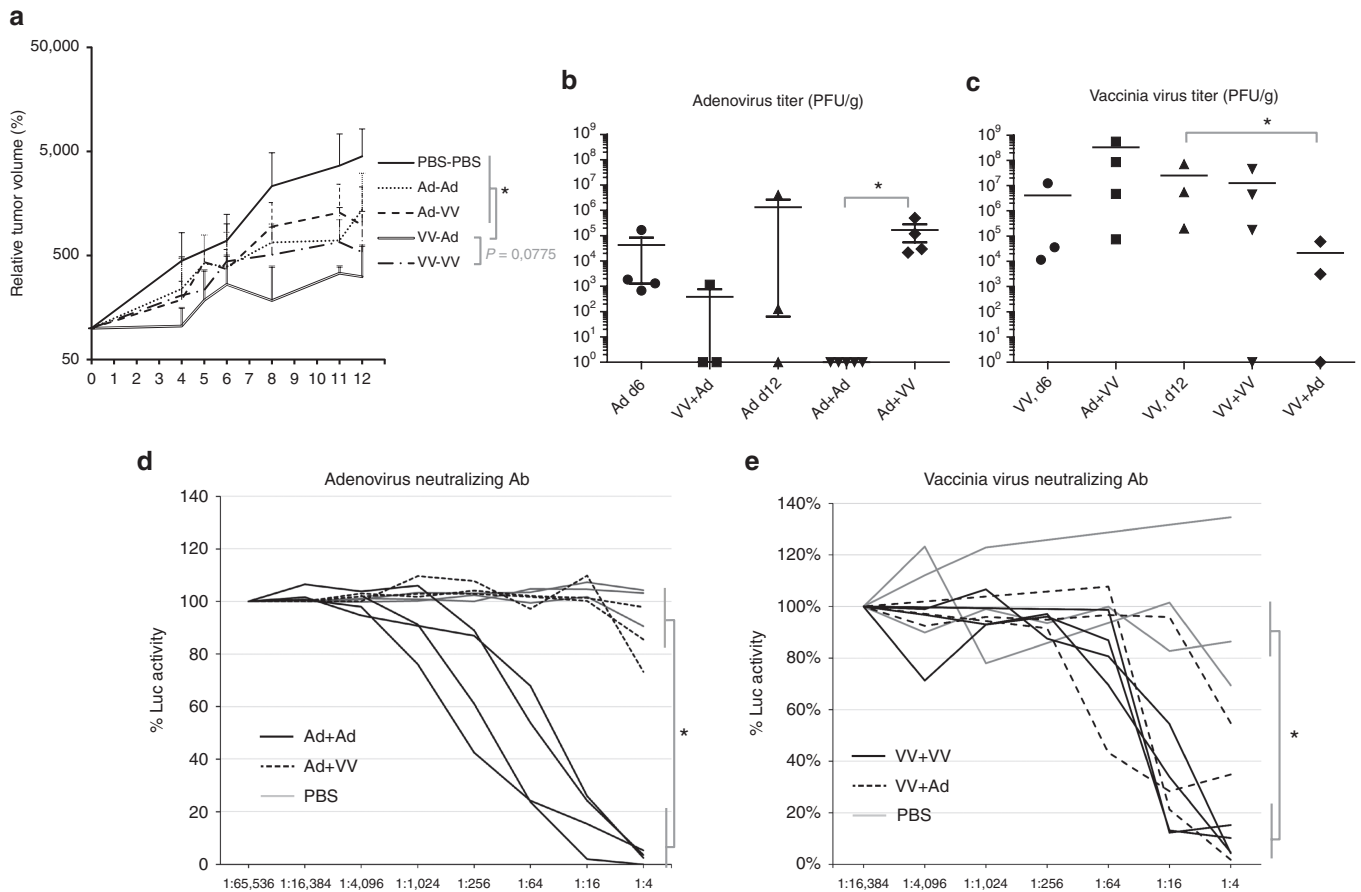 a
50,000
5,000
500
50
Relative tumor volume (%)
0 1 2 3 4 5 6 7 8 9 10 11 12
PBS-PBS
Ad-Ad
Ad-VV
VV-Ad
VV-VV
*
P = 0,0775
b
Adenovirus titer (PFU/g)
10⁹
10⁸
10⁷
10⁶
10⁵
10⁴
10³
10²
10¹
10⁰
*
Ad d6
VV+Ad
Ad d12
Ad+Ad
Ad+VV
c
Vaccinia virus titer (PFU/g)
10⁹
10⁸
10⁷
10⁶
10⁵
10⁴
10³
10²
10¹
10⁰
*
VV, d6
Ad+VV
VV, d12
VV+VV
VV+Ad
d
Adenovirus neutralizing Ab
140
120
100
80
60
40
20
0
% Luc activity
Ad+Ad
Ad+VV
PBS
*
1:65,536 1:16,384 1:4,096 1:1,024 1:256 1:64 1:16 1:4
e
Vaccinia virus neutralizing Ab
140%
120%
100%
80%
60%
40%
20%
0%
% Luc activity
VV+VV
VV+Ad
PBS
*
1:16,384 1:4,096 1:1,024 1:256 1:64 1:16 1:4